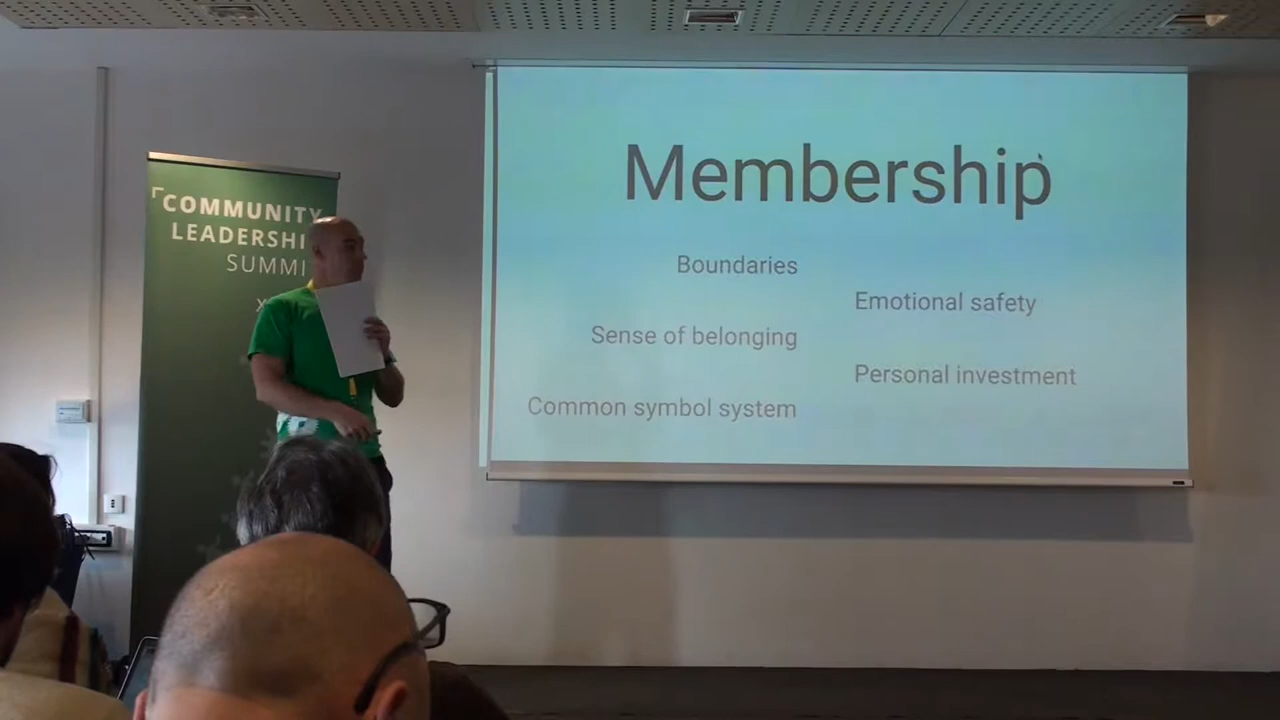 COMMUNITY
LEADERSHI
SUMMI
X
Membership
Boundaries
Emotional safety
Sense of belonging
Personal investment
Common symbol system